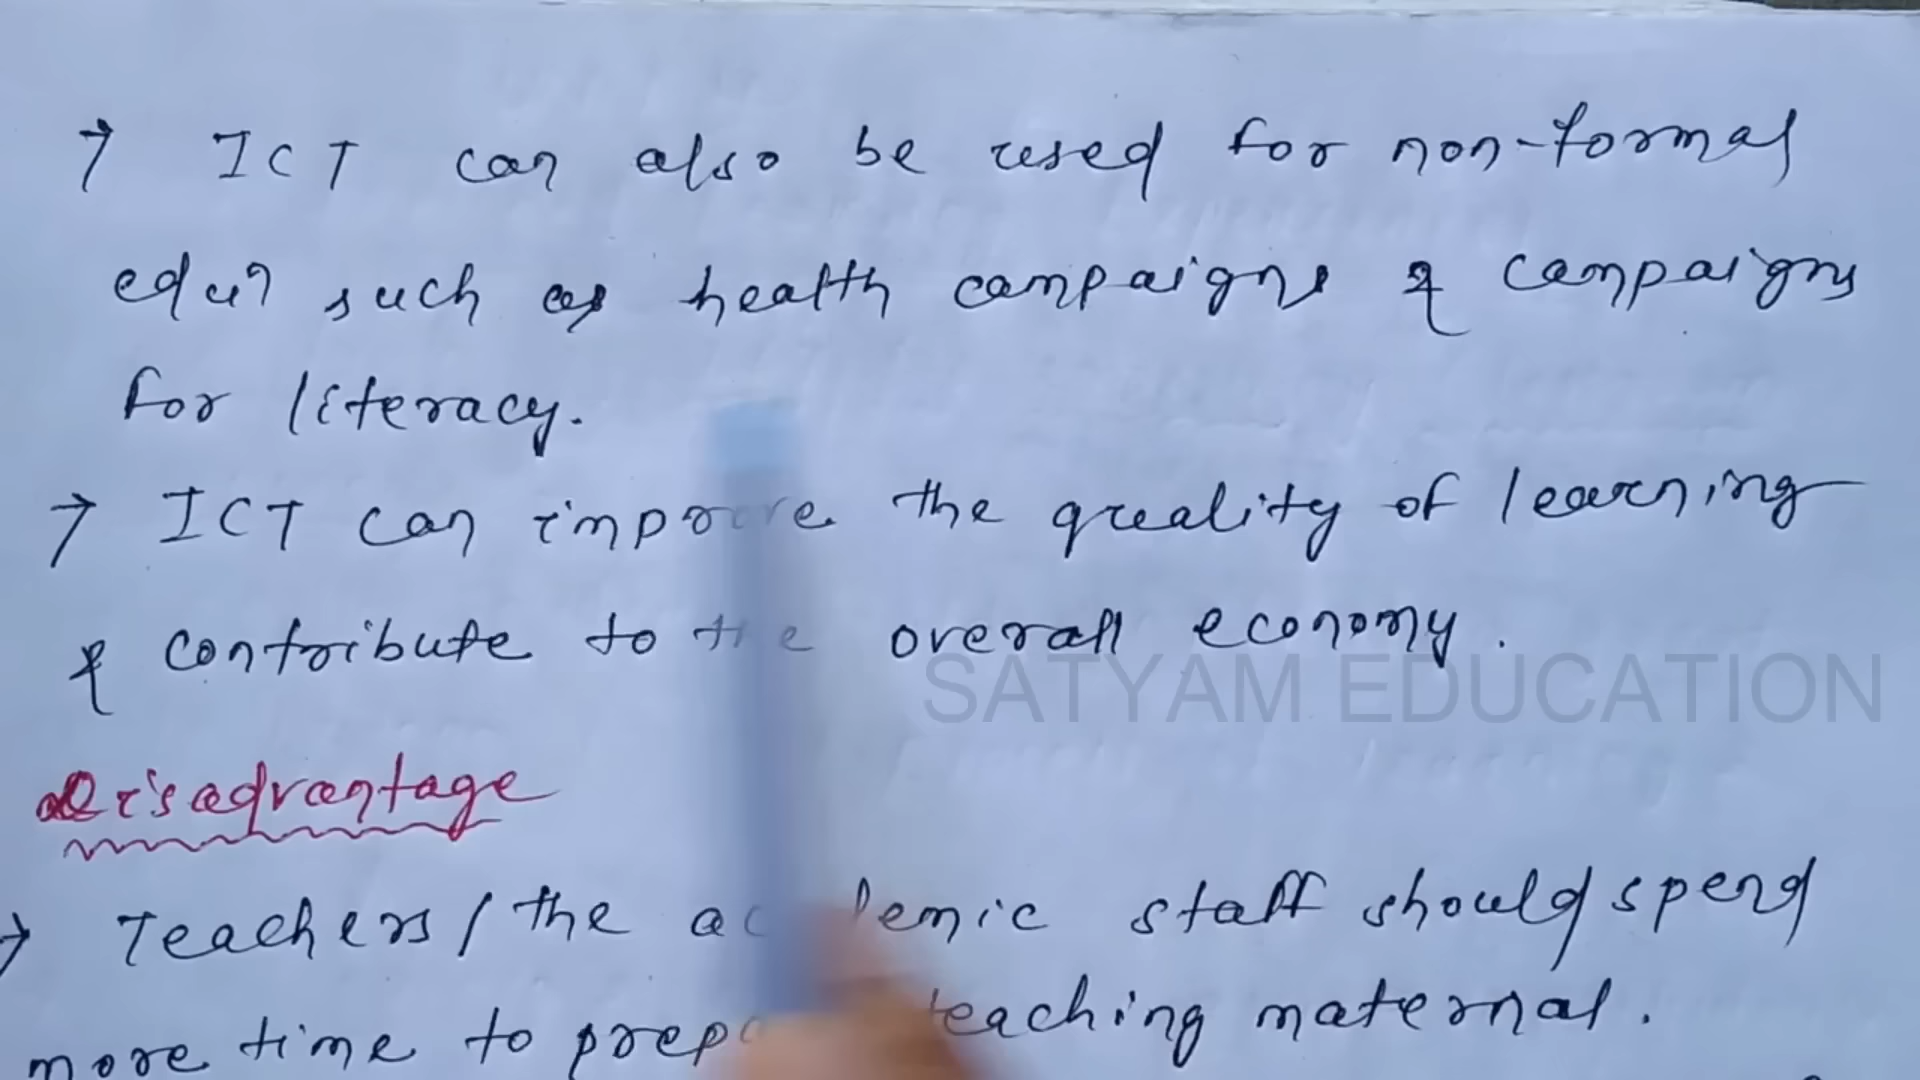 → ICT can also be used for non-formal
edun such as health campaigns & campaigns
for literacy.
→ ICT can improve the quality of learning
& contribute to the overall economy.
SATYAM EDUCATION
Disadvantage
→ Teachers / the academic staff should spend
more time to teaching material.